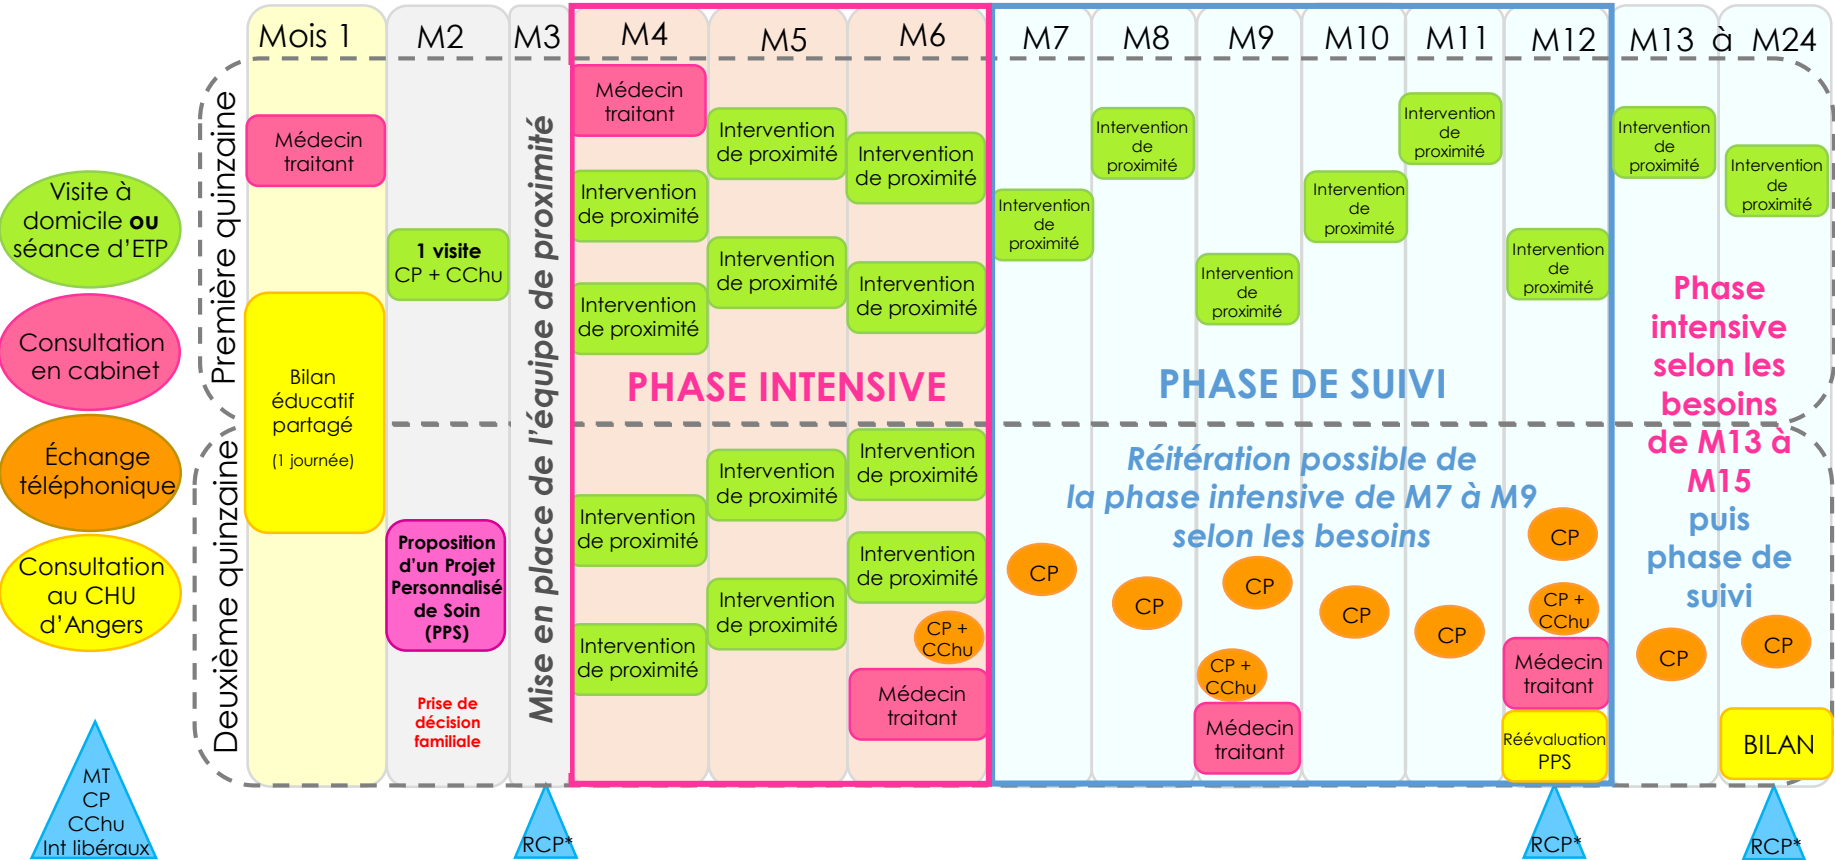 Mois 1
M2
M3
M4
M5
M6
M7
M8
M9
M10
M11
M12
M13 à M24
Première quinzaine
Deuxième quinzaine
Visite à
domicile ou
séance d'ETP
Consultation
en cabinet
Échange
téléphonique
Consultation
au CHU
d'Angers
MT
CP
CChu
Int libéraux
Médecin
traitant
Bilan
éducatif
partagé
(1 journée)
1 visite
CP + CChu
Proposition
d'un Projet
Personnalisé
de Soin
(PPS)
Prise de
décision
familiale
Mise en place de l'équipe de proximité
RCP*
Médecin
traitant
Intervention
de proximité
Intervention
de proximité
Intervention
de proximité
Intervention
de proximité
Intervention
de proximité
Intervention
de proximité
Intervention
de proximité
Intervention
de proximité
Intervention
de proximité
Intervention
de proximité
Intervention
de proximité
Intervention
de proximité
CP +
CChu
Médecin
traitant
PHASE INTENSIVE
Intervention
de
proximité
Intervention
de
proximité
Intervention
de
proximité
Intervention
de
proximité
Intervention
de
proximité
Intervention
de
proximité
PHASE DE SUIVI
Réitération possible de
la phase intensive de M7 à M9
selon les besoins
CP
CP
CP
CP +
CChu
Médecin
traitant
CP
CP
CP
CP +
CChu
Médecin
traitant
Réévaluation
PPS
RCP*
Intervention
de
proximité
Intervention
de
proximité
Phase
intensive
selon les
besoins
de M13 à
M15
puis
phase de
suivi
CP
CP
BILAN
RCP*